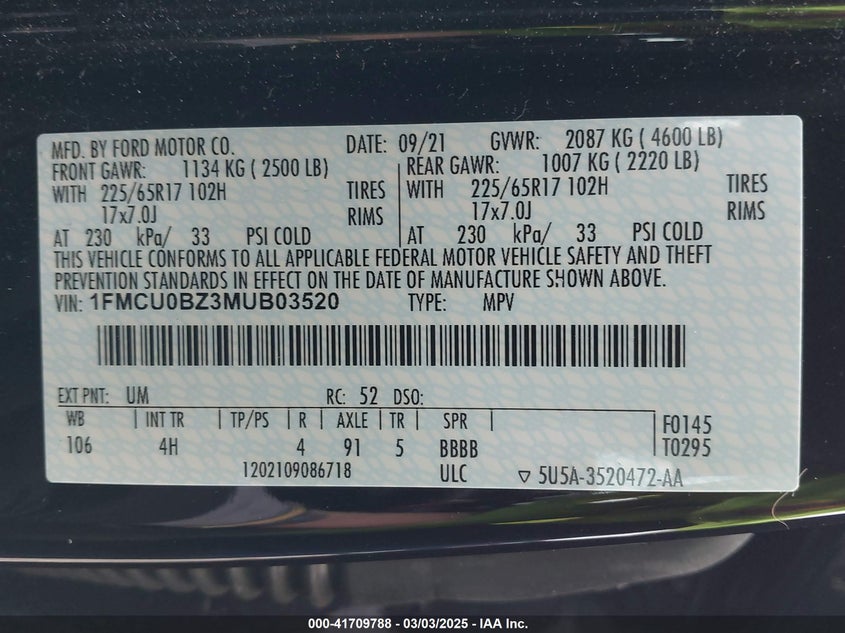 MFD. BY FORD MOTOR CO. DATE: 09/21 GVWR: 2087 KG ( 4600 LB)
FRONT GAWR: 1134 KG ( 2500 LB) REAR GAWR: 1007 KG ( 2220 LB)
WITH 225/65R17 102H TIRES WITH 225/65R17 102H TIRES
17x7.0J RIMS 17x7.0J RIMS
AT 230 kPa/ 33 PSI COLD AT 230 kPa/ 33 PSI COLD
THIS VEHICLE CONFORMS TO ALL APPLICABLE FEDERAL MOTOR VEHICLE SAFETY AND THEFT
PREVENTION STANDARDS IN EFFECT ON THE DATE OF MANUFACTURE SHOWN ABOVE.
VIN: 1FMCU0BZ3MUB03520 TYPE: MPV
EXT PNT: UM RC: 52 DSO:
WB INT TR TP/PS R AXLE TR SPR F0145
106 4H 4 91 5 BBBB T0295
1202109086718 ULC ▽ 5U5A-3520472-AA
000-41709788 - 03/03/2025 - IAA Inc.